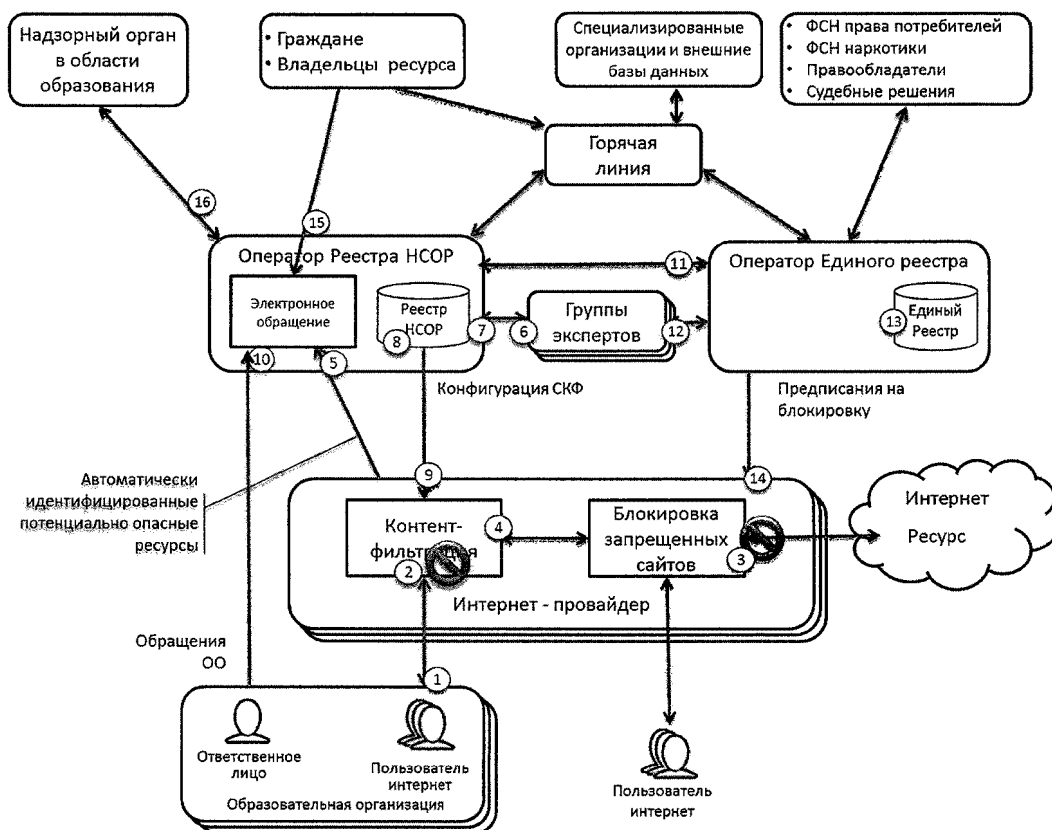 Надзорный орган
в области
образования
• Граждане
• Владельцы ресурса
Специализированные
организации и внешние
базы данных
• ФСН права потребителей
• ФСН наркотики
• Правообладатели
• Судебные решения
Горячая
линия
16
15
Оператор Реестра НСОР
11
Оператор Единого реестра
Электронное
обращение
Реестр
НСОР
8
7
6
Группы
экспертов
12
13
Единый
Реестр
10
5
Конфигурация СКФ
Предписания на
блокировку
Автоматически
идентифицированные
потенциально опасные
ресурсы
9
14
Контент-
фильтрация
2
4
Блокировка
запрещенных
сайтов
3
Интернет
Ресурс
Интернет - провайдер
Обращения
ОО
1
Ответственное
лицо
Пользователь
интернет
Образовательная организация
Пользователь
интернет